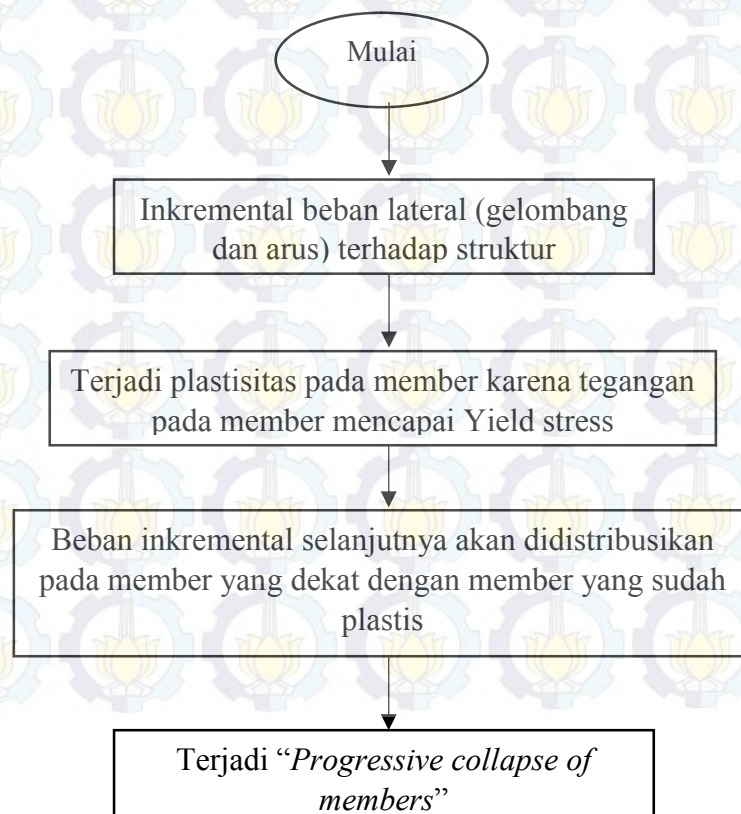 Mulai
Inkremental beban lateral (gelombang
dan arus) terhadap struktur
Terjadi plastisitas pada member karena tegangan
pada member mencapai Yield stress
Beban inkremental selanjutnya akan didistribusikan
pada member yang dekat dengan member yang sudah
plastis
Terjadi “Progressive collapse of
members”